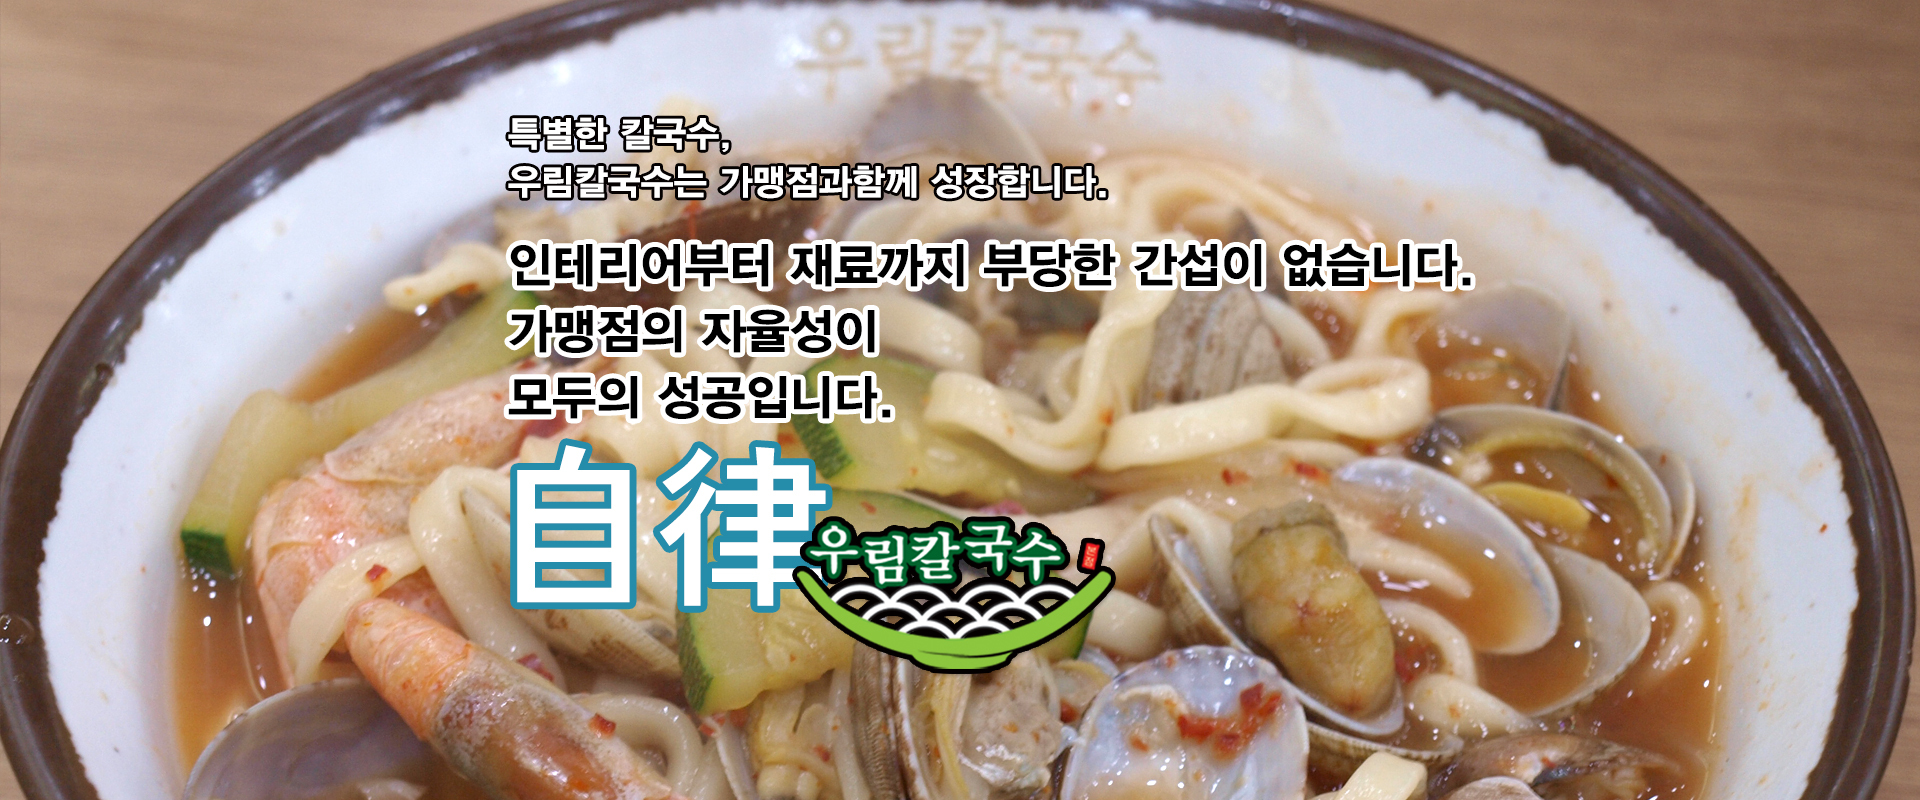 우림칼국수
특별한 칼국수,
우림칼국수는 가맹점과함께 성장합니다.
인테리어부터 재료까지 부당한 간섭이 없습니다.
가맹점의 자율성이
모두의 성공입니다.
自律
우림칼국수 본점